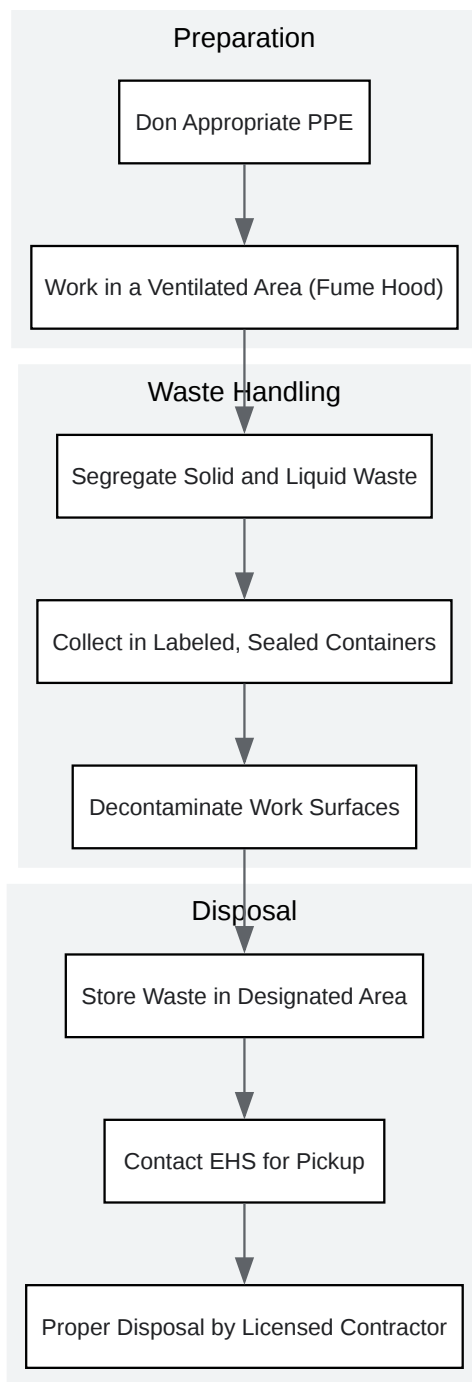 Preparation
Don Appropriate PPE
Work in a Ventilated Area (Fume Hood)
Waste Handling
Segregate Solid and Liquid Waste
Collect in Labeled, Sealed Containers
Decontaminate Work Surfaces
Disposal
Store Waste in Designated Area
Contact EHS for Pickup
Proper Disposal by Licensed Contractor